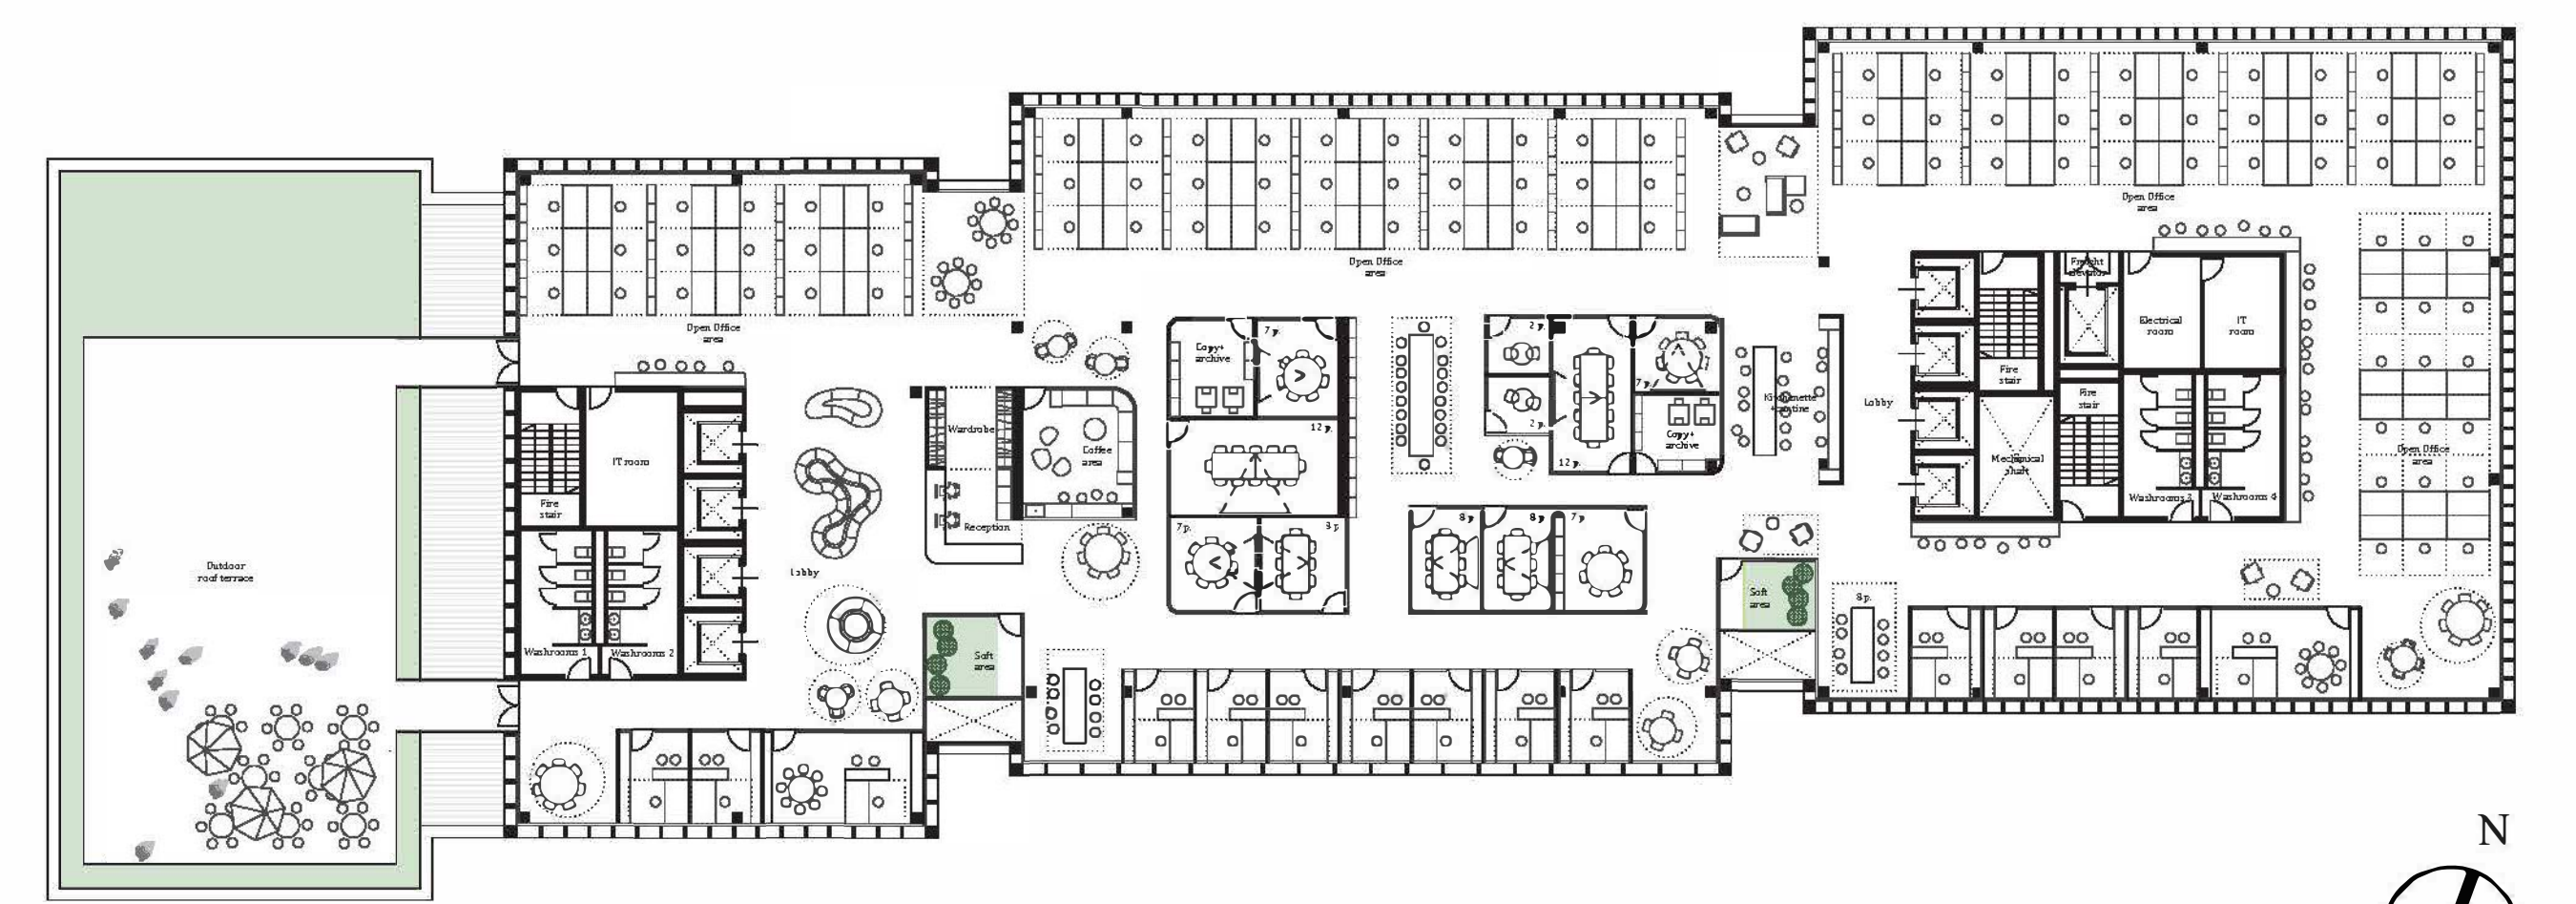 Open Office
area
Open Office
area
Open Office
area
Freight
elevator
Electrical
room
IT
room
2 p.
7 p.
Copy+
archive
7 p.
Fire
stair
Fire
stair
Kitchenette
+cantine
Lobby
Wardrobe
12 p.
2 p.
Copy+
archive
Coffee
area
IT room
12 p.
Open Office
area
Mechanical
shaft
Washrooms 3
Washrooms 4
Fire
stair
Reception
7 p.
8 p
8 p
7 p
Outdoor
roof terrace
Lobby
Soft
area
8 p.
Washrooms 1
Washrooms 2
Soft
area
N